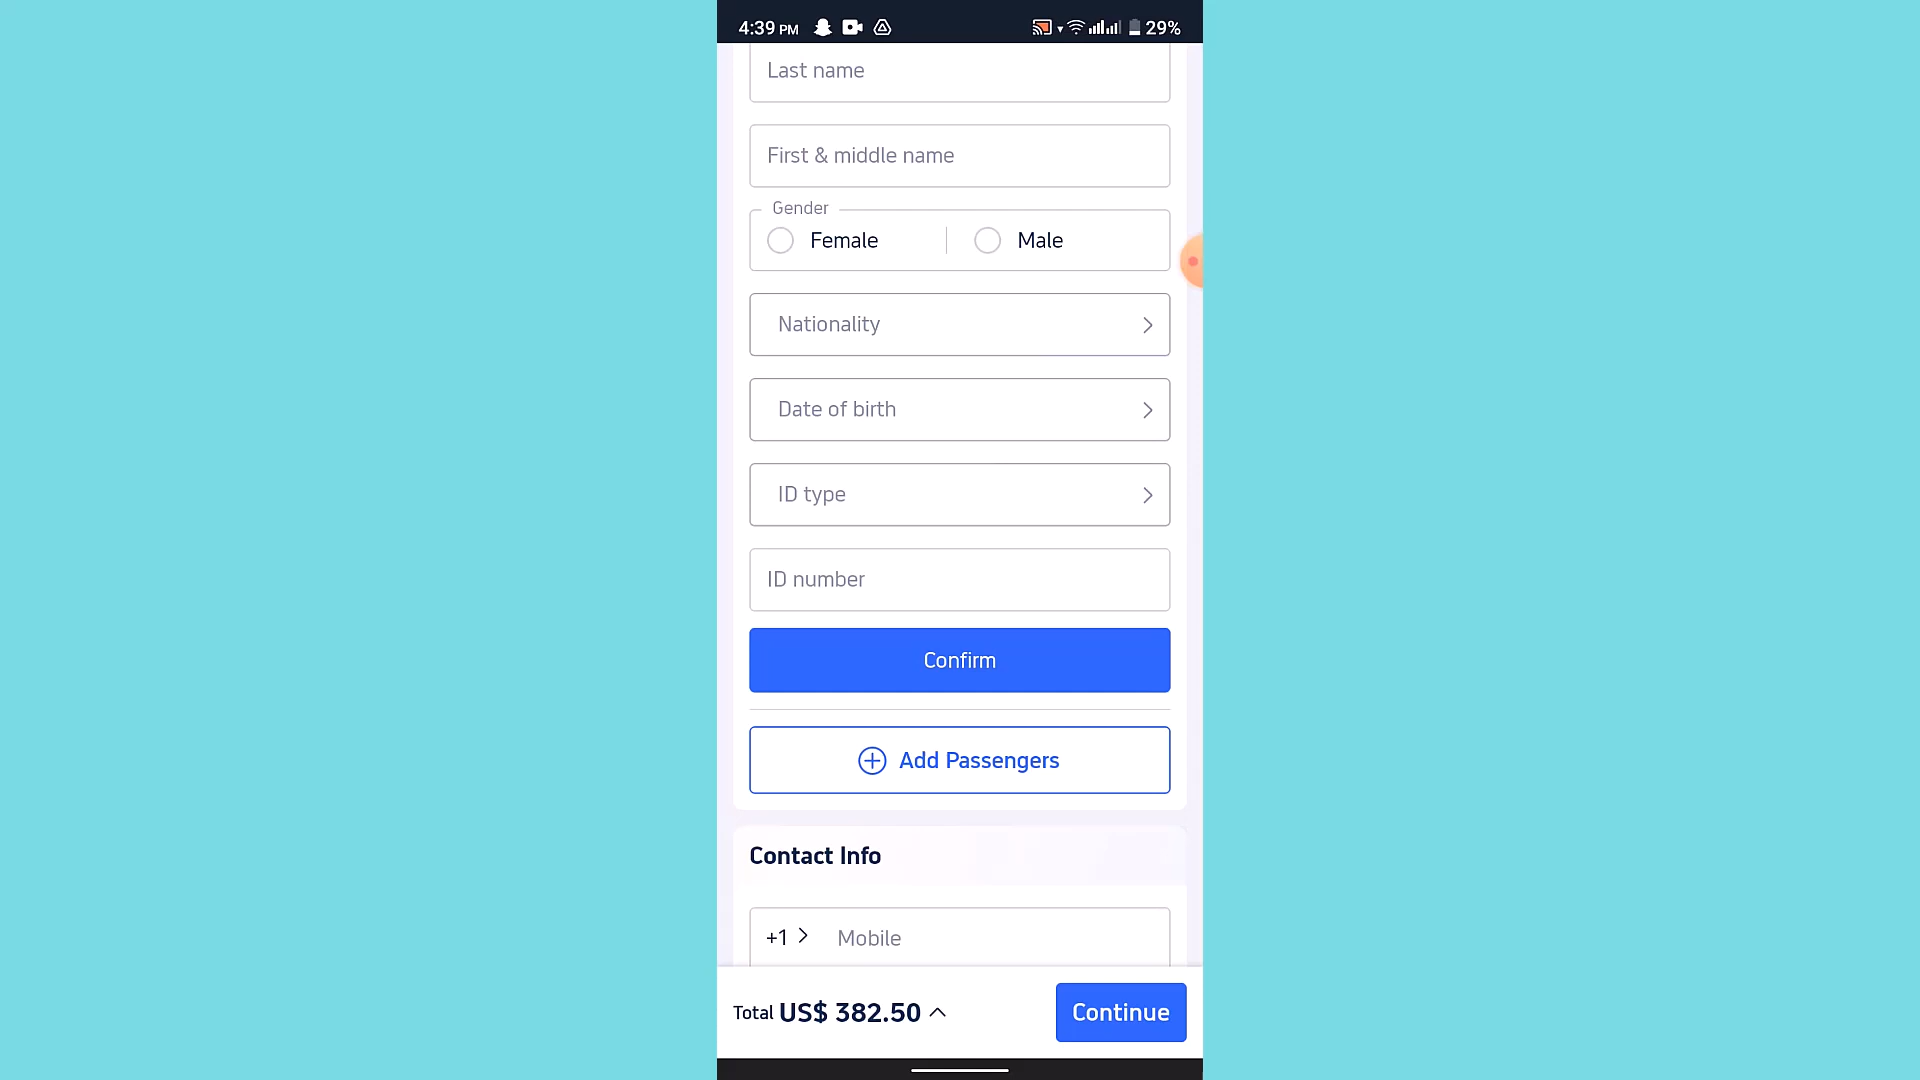 4:39 PM
29%
Last name
First & middle name
Gender
Female
Male
Nationality
Date of birth
ID type
ID number
Confirm
Add Passengers
Contact Info
+1
Mobile
Total US$ 382.50
Continue